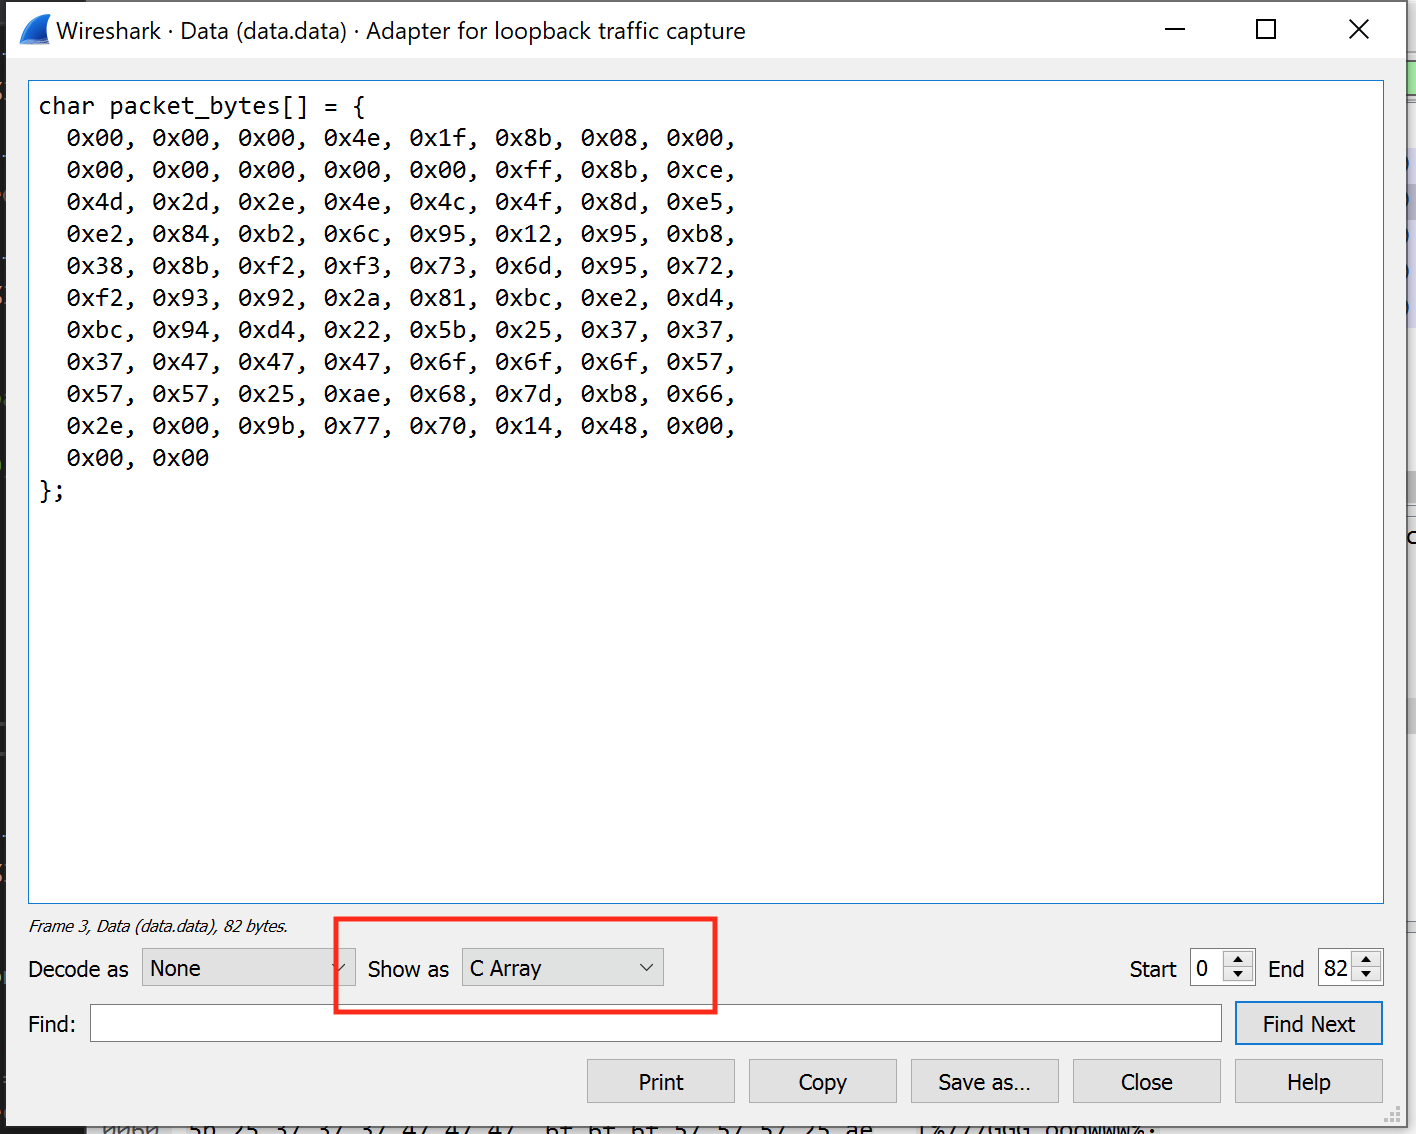 Wireshark · Data (data.data) · Adapter for loopback traffic capture
char packet_bytes[] = {
  0x00, 0x00, 0x00, 0x4e, 0x1f, 0x8b, 0x08, 0x00,
  0x00, 0x00, 0x00, 0x00, 0x00, 0xff, 0x8b, 0xce,
  0x4d, 0x2d, 0x2e, 0x4e, 0x4c, 0x4f, 0x8d, 0xe5,
  0xe2, 0x84, 0xb2, 0x6c, 0x95, 0x12, 0x95, 0xb8,
  0x38, 0x8b, 0xf2, 0xf3, 0x73, 0x6d, 0x95, 0x72,
  0xf2, 0x93, 0x92, 0x2a, 0x81, 0xbc, 0xe2, 0xd4,
  0xbc, 0x94, 0xd4, 0x22, 0x5b, 0x25, 0x37, 0x37,
  0x37, 0x47, 0x47, 0x47, 0x6f, 0x6f, 0x6f, 0x57,
  0x57, 0x57, 0x25, 0xae, 0x68, 0x7d, 0xb8, 0x66,
  0x2e, 0x00, 0x9b, 0x77, 0x70, 0x14, 0x48, 0x00,
  0x00, 0x00
};
Frame 3, Data (data.data), 82 bytes.
Decode as None Show as C Array Start 0 End 82
Find: Find Next
Print Copy Save as... Close Help